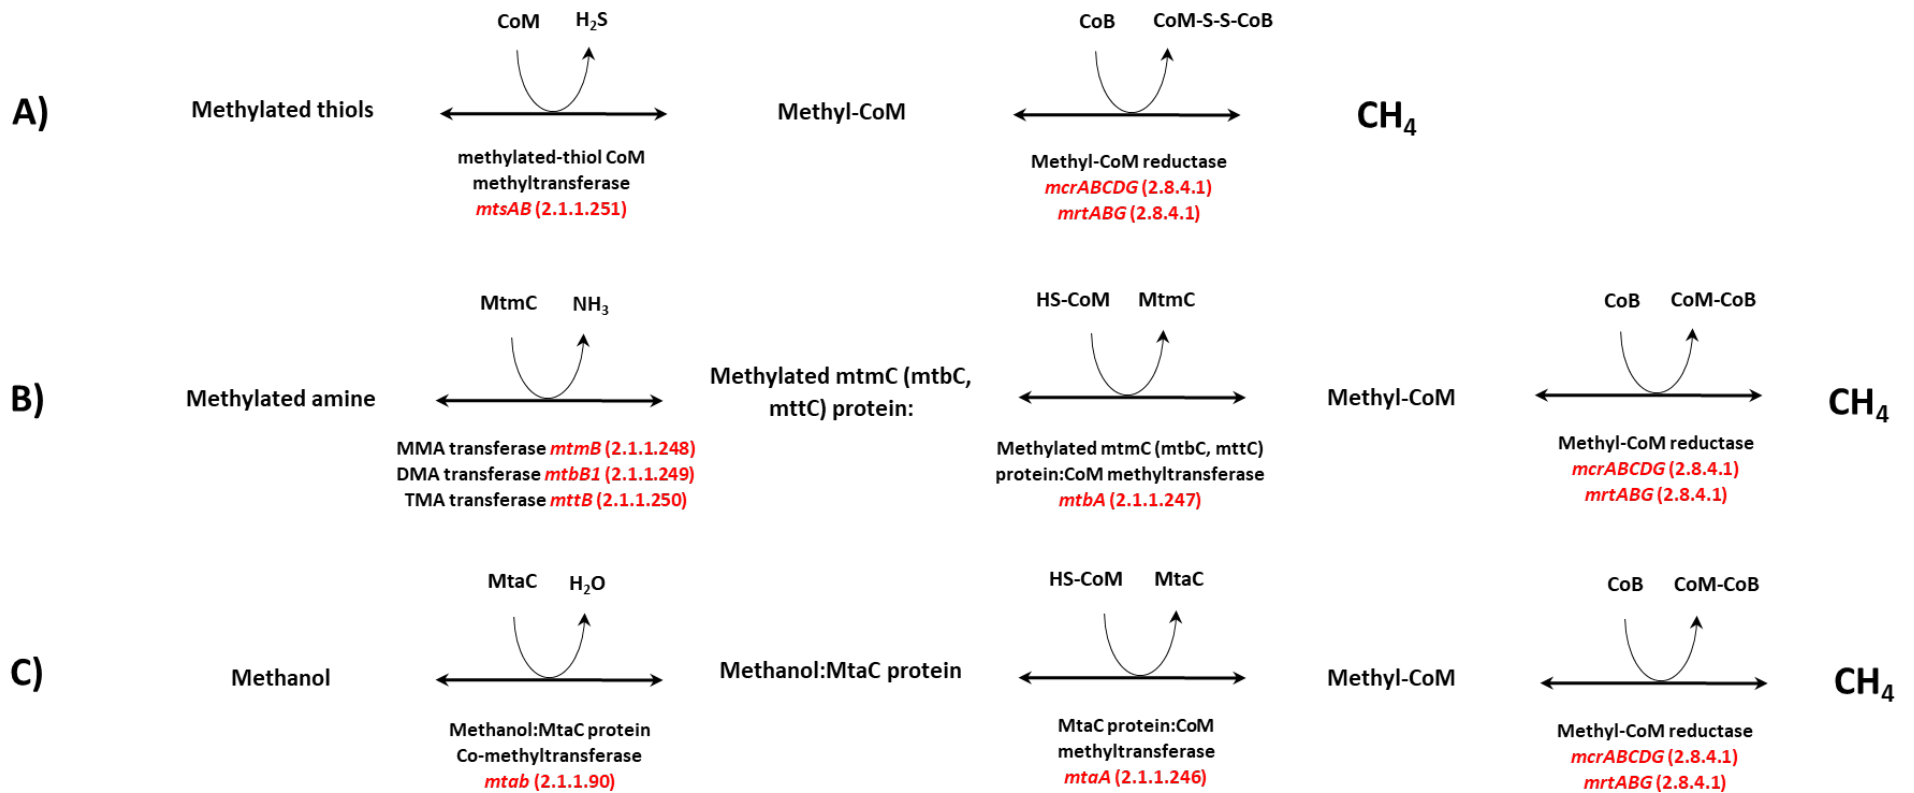 CoM H₂S CoB CoM-S-S-CoB
A) Methylated thiols Methyl-CoM CH₄
methylated-thiol CoM
methyltransferase
mtsAB (2.1.1.251)
Methyl-CoM reductase
mcrABCDG (2.8.4.1)
mrtABG (2.8.4.1)
MtmC NH₃ HS-CoM MtmC CoB CoM-CoB
B) Methylated amine
Methylated mtmC (mtbC,
mttC) protein:
Methyl-CoM CH₄
MMA transferase mtmB (2.1.1.248)
DMA transferase mtbB1 (2.1.1.249)
TMA transferase mttB (2.1.1.250)
Methylated mtmC (mtbC, mttC)
protein:CoM methyltransferase
mtbA (2.1.1.247)
Methyl-CoM reductase
mcrABCDG (2.8.4.1)
mrtABG (2.8.4.1)
MtaC H₂O HS-CoM MtaC CoB CoM-CoB
C) Methanol Methanol:MtaC protein Methyl-CoM CH₄
Methanol:MtaC protein
Co-methyltransferase
mtab (2.1.1.90)
MtaC protein:CoM
methyltransferase
mtaA (2.1.1.246)
Methyl-CoM reductase
mcrABCDG (2.8.4.1)
mrtABG (2.8.4.1)